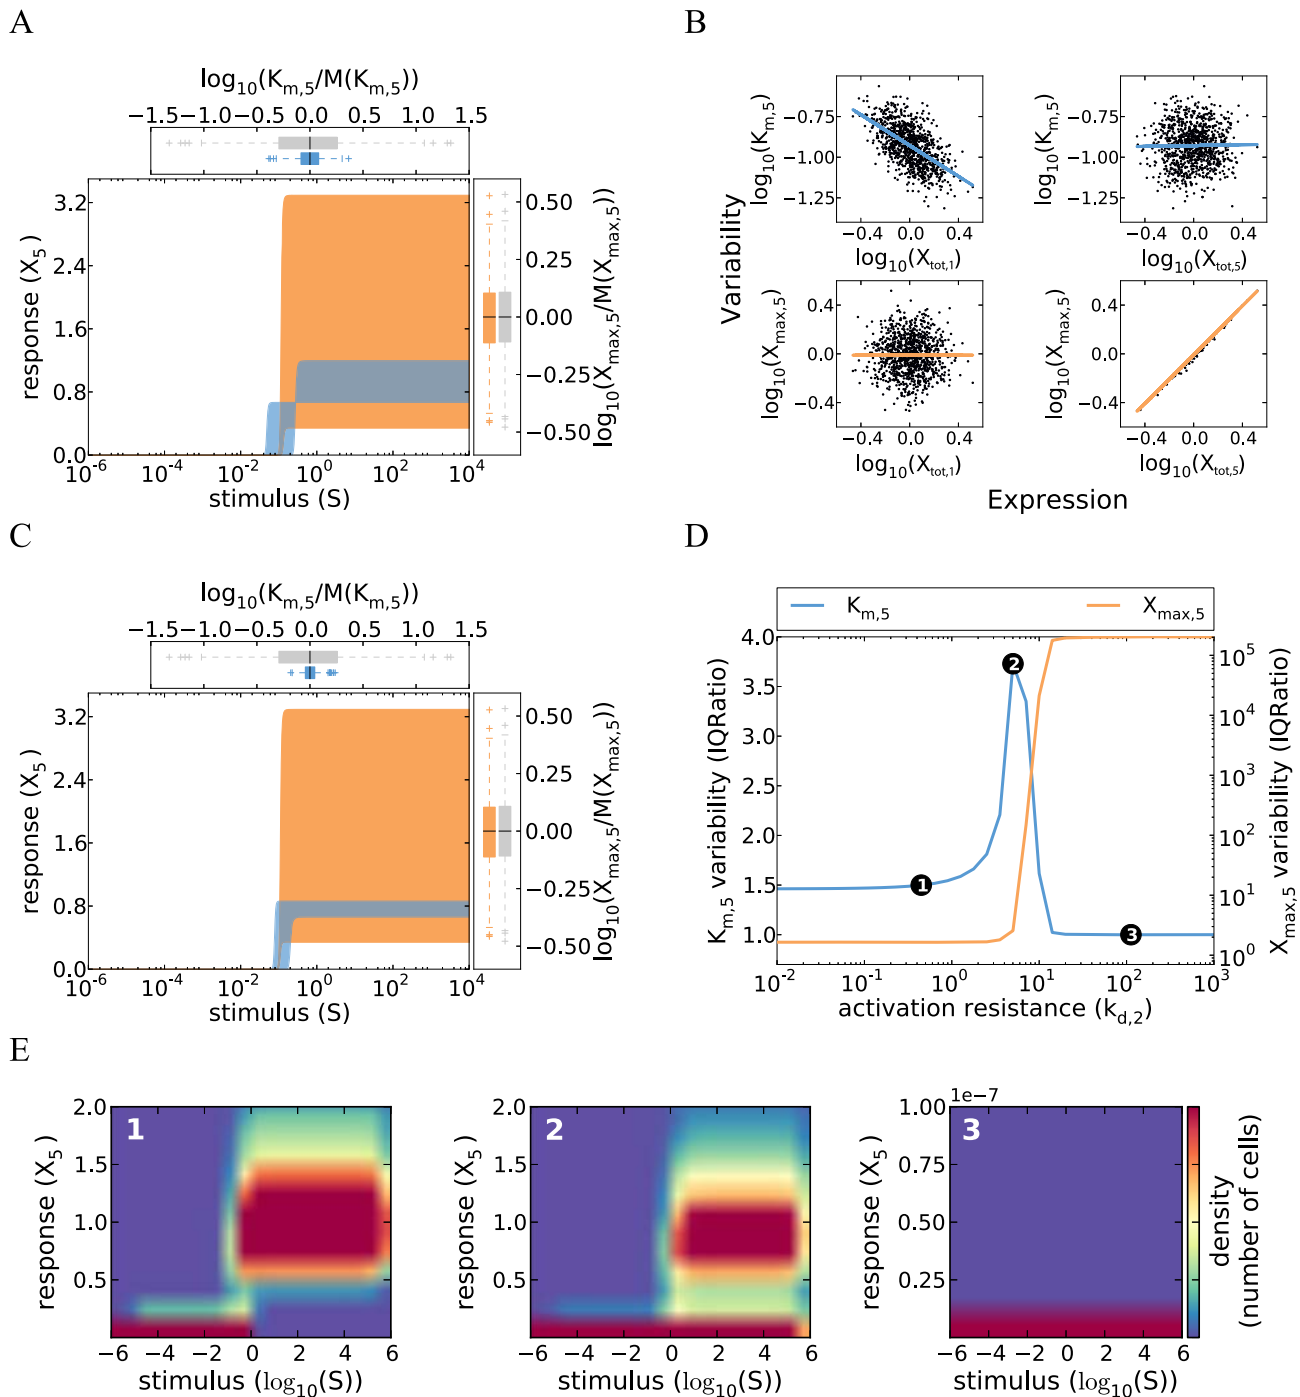 A
log10(Km,5/M(Km,5))
−1.5 −1.0 −0.5 0.0 0.5 1.0 1.5
3.2
2.4
1.6
0.8
0.0
response (X5)
10−6 10−4 10−2 100 102 104
stimulus (S)
0.50
0.25
0.00
−0.25
−0.50
log10(Xmax,5/M(Xmax,5))
B
Variability
log10(Km,5)
−0.75
−1.00
−1.25
−0.4 0.0 0.4
log10(Xtot,1)
log10(Km,5)
−0.75
−1.00
−1.25
−0.4 0.0 0.4
log10(Xtot,5)
log10(Xmax,5)
0.4
0.0
−0.4
−0.4 0.0 0.4
log10(Xtot,1)
log10(Xmax,5)
0.4
0.0
−0.4
−0.4 0.0 0.4
log10(Xtot,5)
Expression
C
log10(Km,5/M(Km,5))
−1.5 −1.0 −0.5 0.0 0.5 1.0 1.5
3.2
2.4
1.6
0.8
0.0
response (X5)
10−6 10−4 10−2 100 102 104
stimulus (S)
0.50
0.25
0.00
−0.25
−0.50
log10(Xmax,5/M(Xmax,5))
D
Km,5 Xmax,5
4.0
3.5
3.0
2.5
2.0
1.5
1.0
Km,5 variability (IQRatio)
1
2
3
105
104
103
102
101
100
Xmax,5 variability (IQRatio)
10−2 10−1 100 101 102 103
activation resistance (kd,2)
E
1
2.0
1.5
1.0
0.5
response (X5)
−6 −4 −2 0 2 4 6
stimulus (log10(S))
2
2.0
1.5
1.0
0.5
response (X5)
−6 −4 −2 0 2 4 6
stimulus (log10(S))
3
1e-7
1.00
0.75
0.50
0.25
response (X5)
−6 −4 −2 0 2 4 6
stimulus (log10(S))
density
(number of cells)